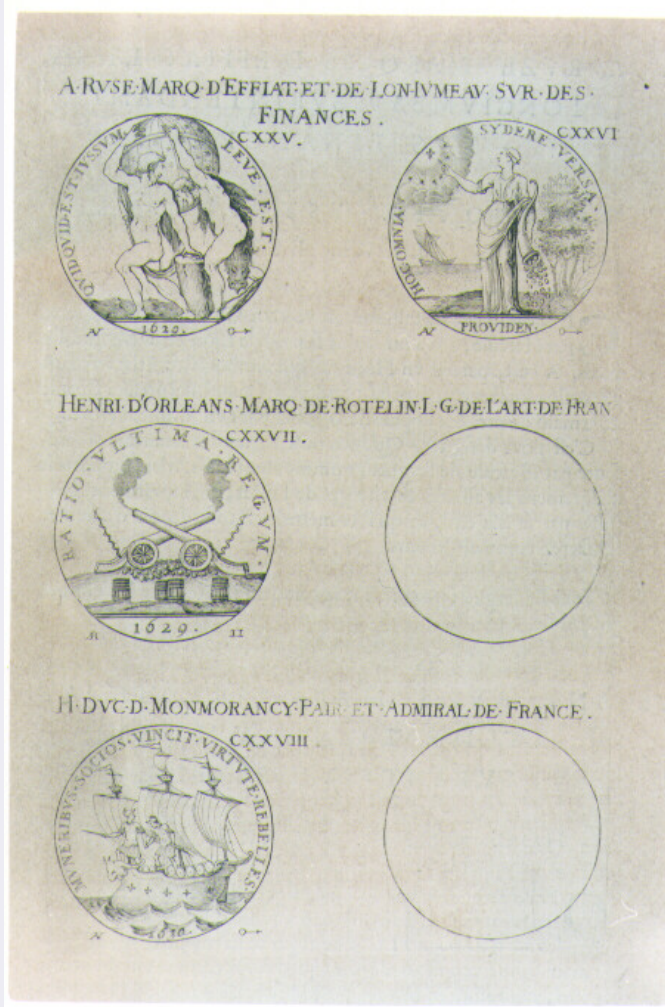 A·RVSE·MARQ·D'EFFIAT·ET·DE·LON·IVMEAV·SVR·DES·
FINANCES.
CXXV.
QVIDQVID·EST·IVSSVM LEVE·EST.
1629.
CXXVI
HOC OMNIA SYDERE·VERSA.
PROVIDEN·
HENRI·D'ORLEANS·MARQ·DE·ROTELIN·L·G·DE·L'ART·DE·FRAN
CXXVII.
RATIO·VLTIMA·REGVM·
1629.
II
H·DVC·D·MONMORANCY·PAIR·ET·ADMIRAL·DE·FRANCE.
CXXVIII.
MVNERIBVS·SOCIOS·VINCIT·VIRTVTE·REBELLES
1630.